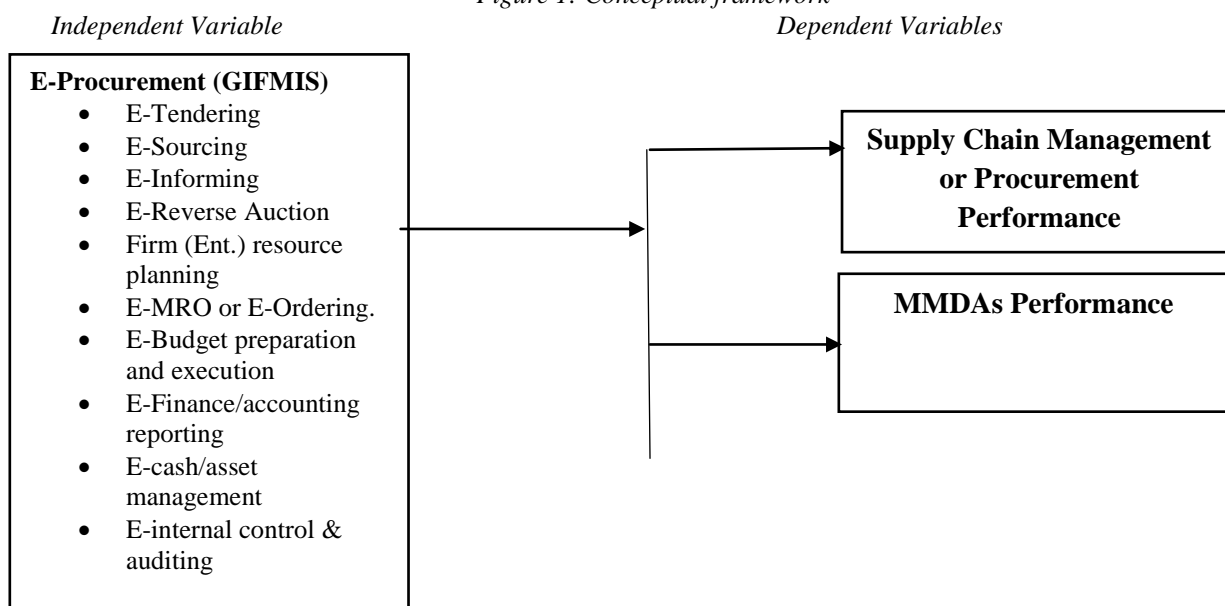 Figure 1: Conceptual framework
Independent Variable
Dependent Variables
E-Procurement (GIFMIS)
• E-Tendering
• E-Sourcing
• E-Informing
• E-Reverse Auction
• Firm (Ent.) resource
planning
• E-MRO or E-Ordering.
• E-Budget preparation
and execution
• E-Finance/accounting
reporting
• E-cash/asset
management
• E-internal control &
auditing
Supply Chain Management
or Procurement
Performance
MMDAs Performance